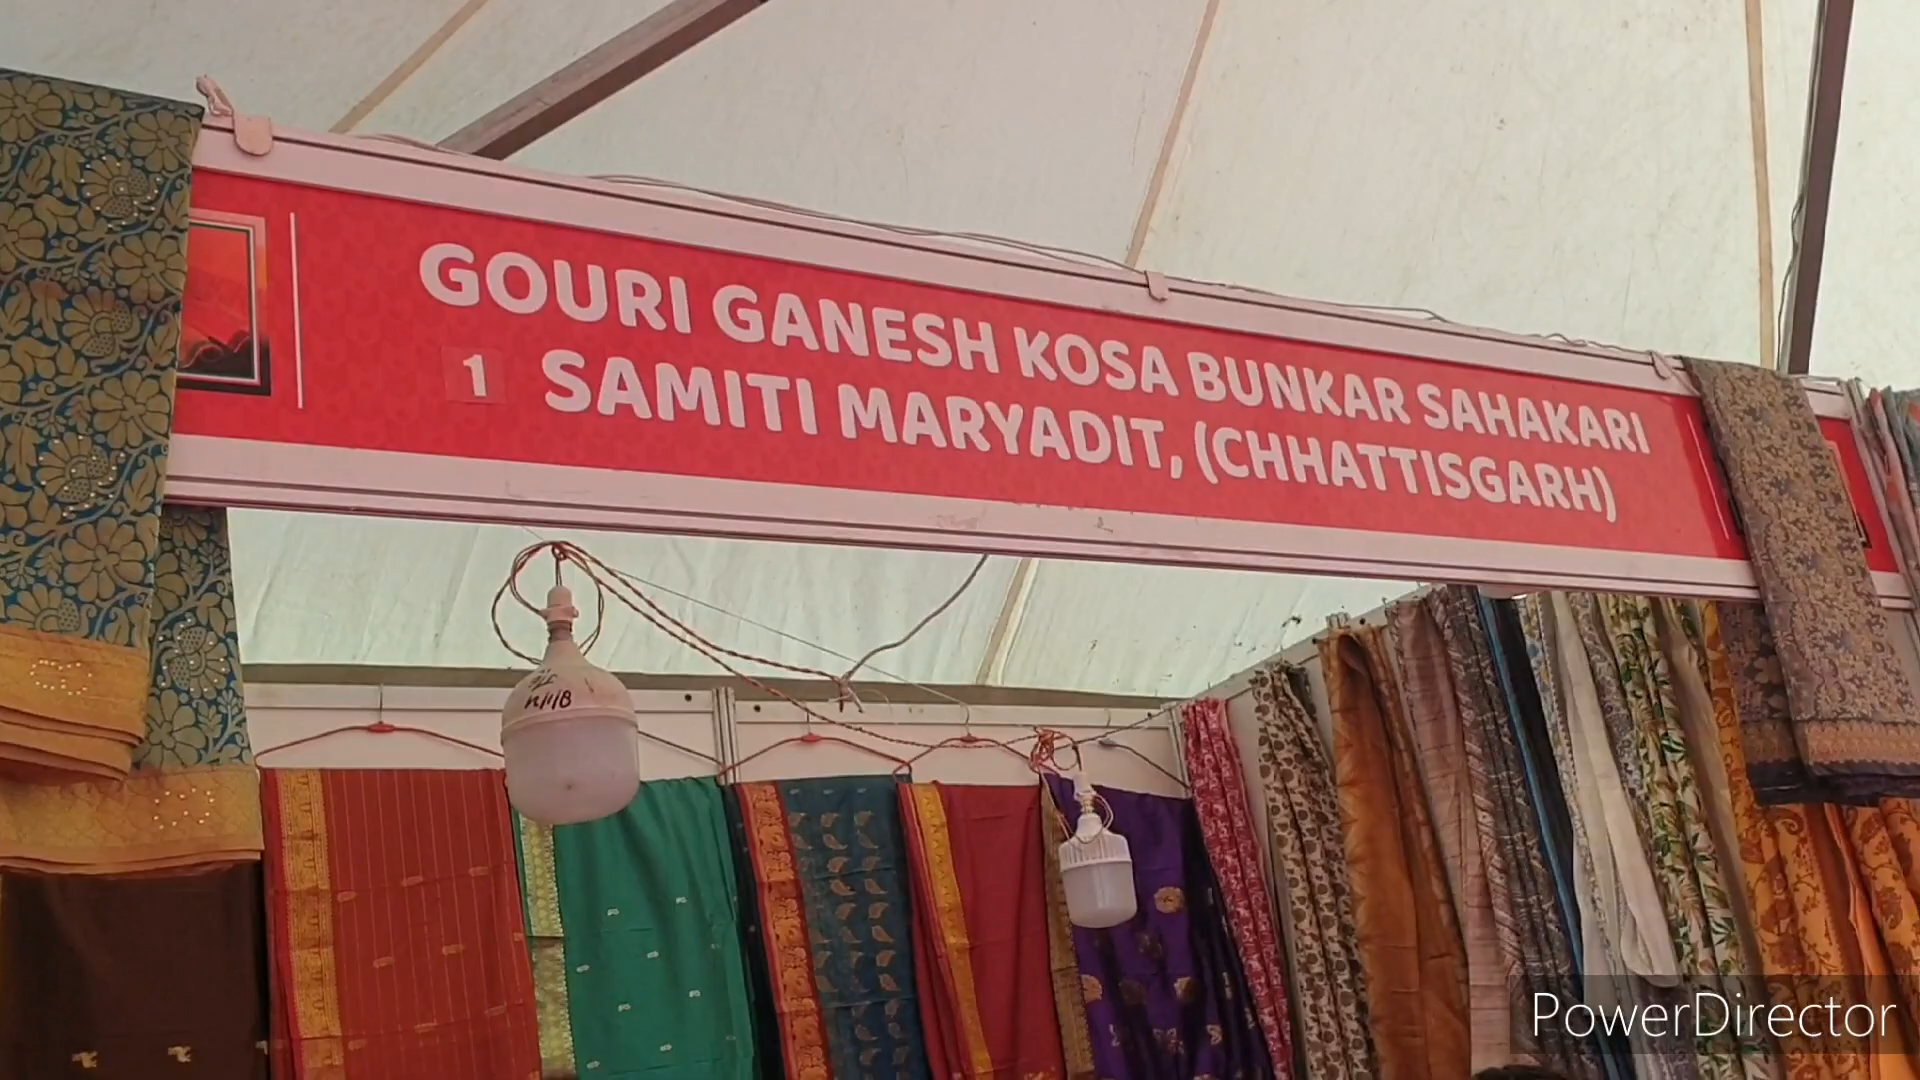 GOURI GANESH KOSA BUNKAR SAHAKARI
1 SAMITI MARYADIT, (CHHATTISGARH)
PowerDirector